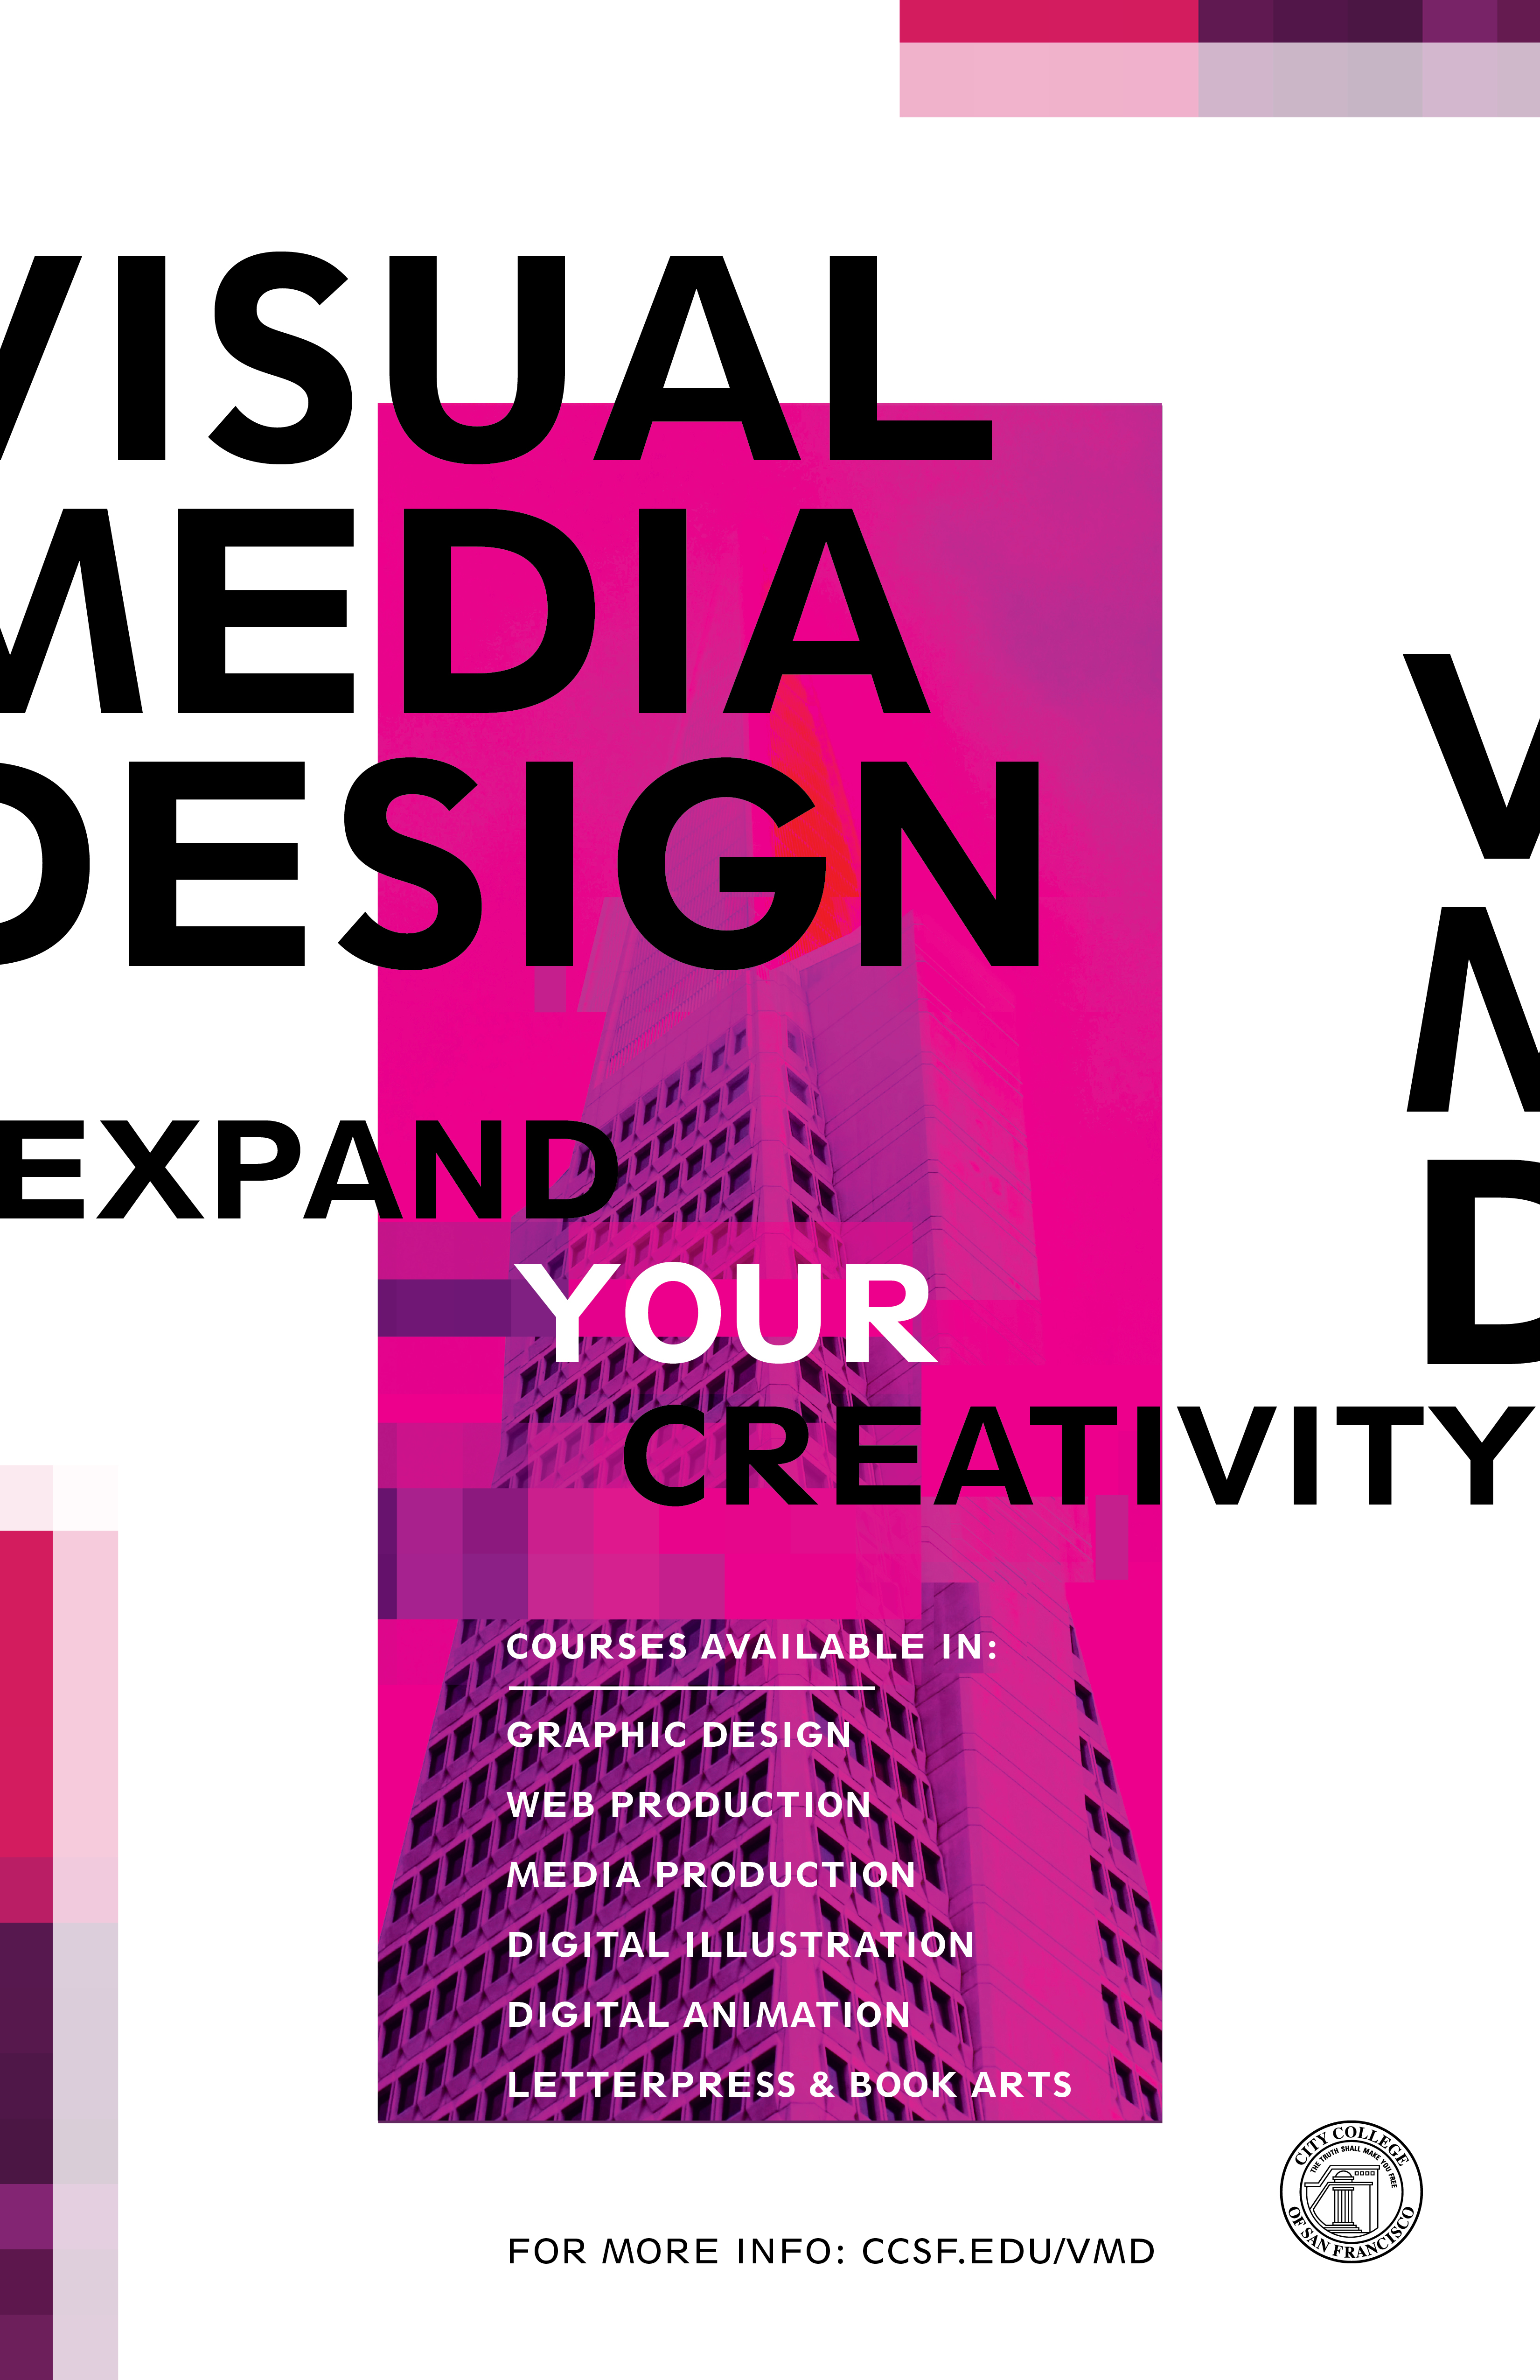 VISUAL
MEDIA
DESIGN
V
M
D
EXPAND
YOUR
CREATIVITY
COURSES AVAILABLE IN:
GRAPHIC DESIGN
WEB PRODUCTION
MEDIA PRODUCTION
DIGITAL ILLUSTRATION
DIGITAL ANIMATION
LETTERPRESS & BOOK ARTS
FOR MORE INFO: CCSF.EDU/VMD
CITY COLLEGE
THE TRUTH SHALL MAKE YOU FREE
OF SAN FRANCISCO